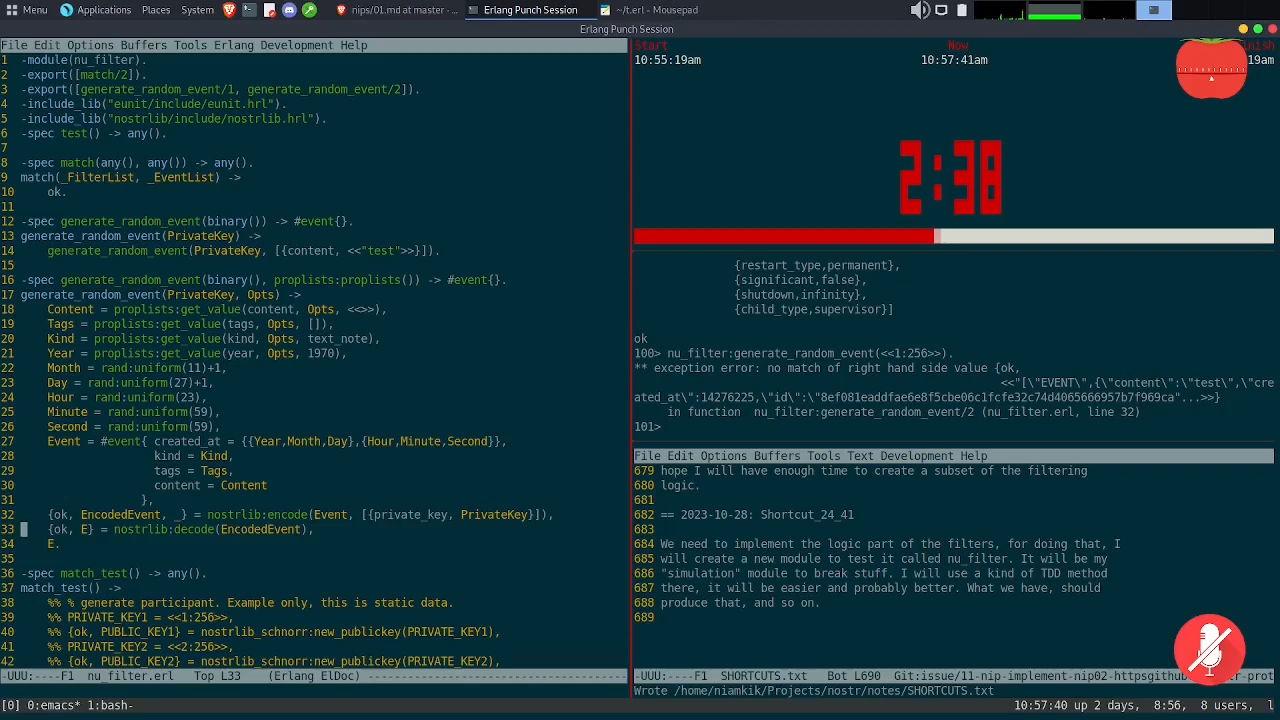 Menu Applications Places System nips/01.md at master - ... Erlang Punch Session ~/t.erl - Mousepad
Erlang Punch Session
File Edit Options Buffers Tools Erlang Development Help
1 -module(nu_filter).
2 -export([match/2]).
3 -export([generate_random_event/1, generate_random_event/2]).
4 -include_lib("eunit/include/eunit.hrl").
5 -include_lib("nostrlib/include/nostrlib.hrl").
6 -spec test() -> any().
7
8 -spec match(any(), any()) -> any().
9 match(_FilterList, _EventList) ->
10 ok.
11
12 -spec generate_random_event(binary()) -> #event{}.
13 generate_random_event(PrivateKey) ->
14 generate_random_event(PrivateKey, [{content, <<"test">>}]).
15
16 -spec generate_random_event(binary(), proplists:proplists()) -> #event{}.
17 generate_random_event(PrivateKey, Opts) ->
18 Content = proplists:get_value(content, Opts, <<>>),
19 Tags = proplists:get_value(tags, Opts, []),
20 Kind = proplists:get_value(kind, Opts, text_note),
21 Year = proplists:get_value(year, Opts, 1970),
22 Month = rand:uniform(11)+1,
23 Day = rand:uniform(27)+1,
24 Hour = rand:uniform(23),
25 Minute = rand:uniform(59),
26 Second = rand:uniform(59),
27 Event = #event{ created_at = {{Year,Month,Day},{Hour,Minute,Second}},
28 kind = Kind,
29 tags = Tags,
30 content = Content
31 },
32 {ok, EncodedEvent, _} = nostrlib:encode(Event, [{private_key, PrivateKey}]),
33 {ok, E} = nostrlib:decode(EncodedEvent),
34 E.
35
36 -spec match_test() -> any().
37 match_test() ->
38 %% % generate participant. Example only, this is static data.
39 %% PRIVATE_KEY1 = <<1:256>>,
40 %% {ok, PUBLIC_KEY1} = nostrlib_schnorr:new_publickey(PRIVATE_KEY1),
41 %% PRIVATE_KEY2 = <<2:256>>,
42 %% {ok, PUBLIC_KEY2} = nostrlib_schnorr:new_publickey(PRIVATE_KEY2),
-UUU:----F1 nu_filter.erl Top L33 (Erlang ElDoc) -----------------------------
Start Now
10:55:19am 10:57:41am 19am
2:38
{restart_type,permanent},
{significant,false},
{shutdown,infinity},
{child_type,supervisor}]
ok
100> nu_filter:generate_random_event(<<1:256>>).
** exception error: no match of right hand side value {ok,
<<"[\"EVENT\",{\"content\":\"test\",\"cre
ated_at\":14276225,\"id\":\"8ef081eaddfae6e8f5cbe06c1fcfe32c74d4065666957b7f969ca"...>>}
in function nu_filter:generate_random_event/2 (nu_filter.erl, line 32)
101>
File Edit Options Buffers Tools Text Development Help
679 hope I will have enough time to create a subset of the filtering
680 logic.
681
682 == 2023-10-28: Shortcut_24_41
683
684 We need to implement the logic part of the filters, for doing that, I
685 will create a new module to test it called nu_filter. It will be my
686 "simulation" module to break stuff. I will use a kind of TDD method
687 there, it will be easier and probably better. What we have, should
688 produce that, and so on.
689
-UUU:----F1 SHORTCUTS.txt Bot L690 Git:issue/11-nip-implement-nip02-httpsgithub
Wrote /home/niamkik/Projects/nostr/notes/SHORTCUTS.txt
[0] 0:emacs* 1:bash- 10:57:40 up 2 days, 8:56, 8 users, l